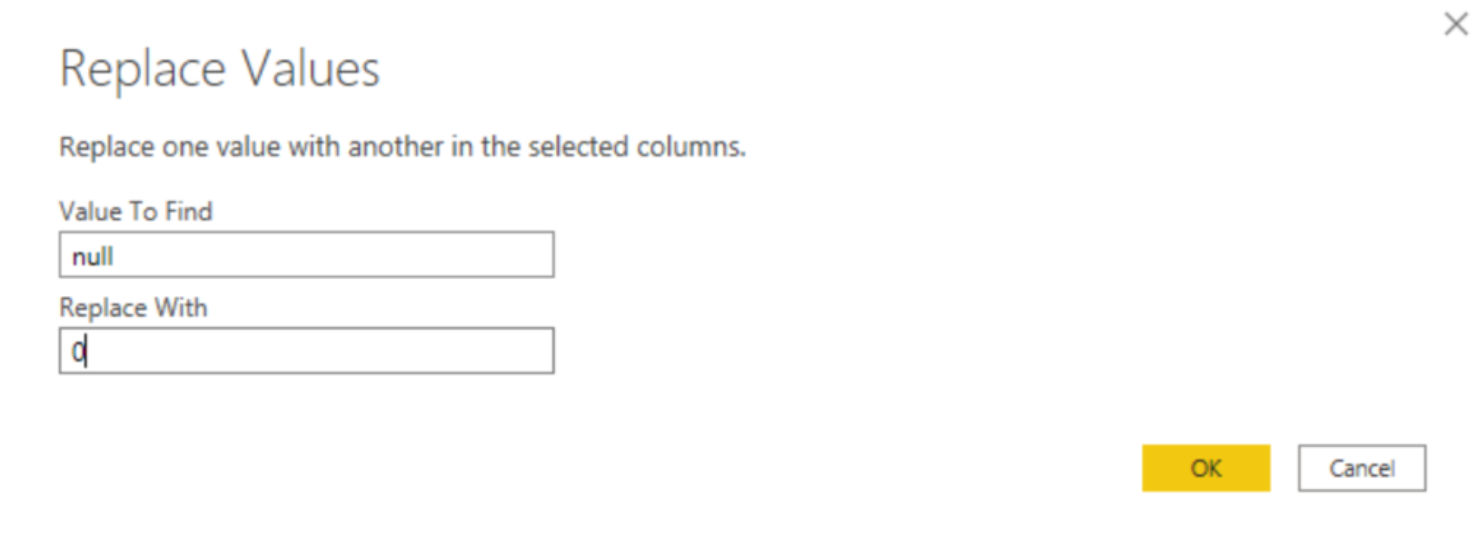 Replace Values
Replace one value with another in the selected columns.
Value To Find
null
Replace With
0
OK Cancel